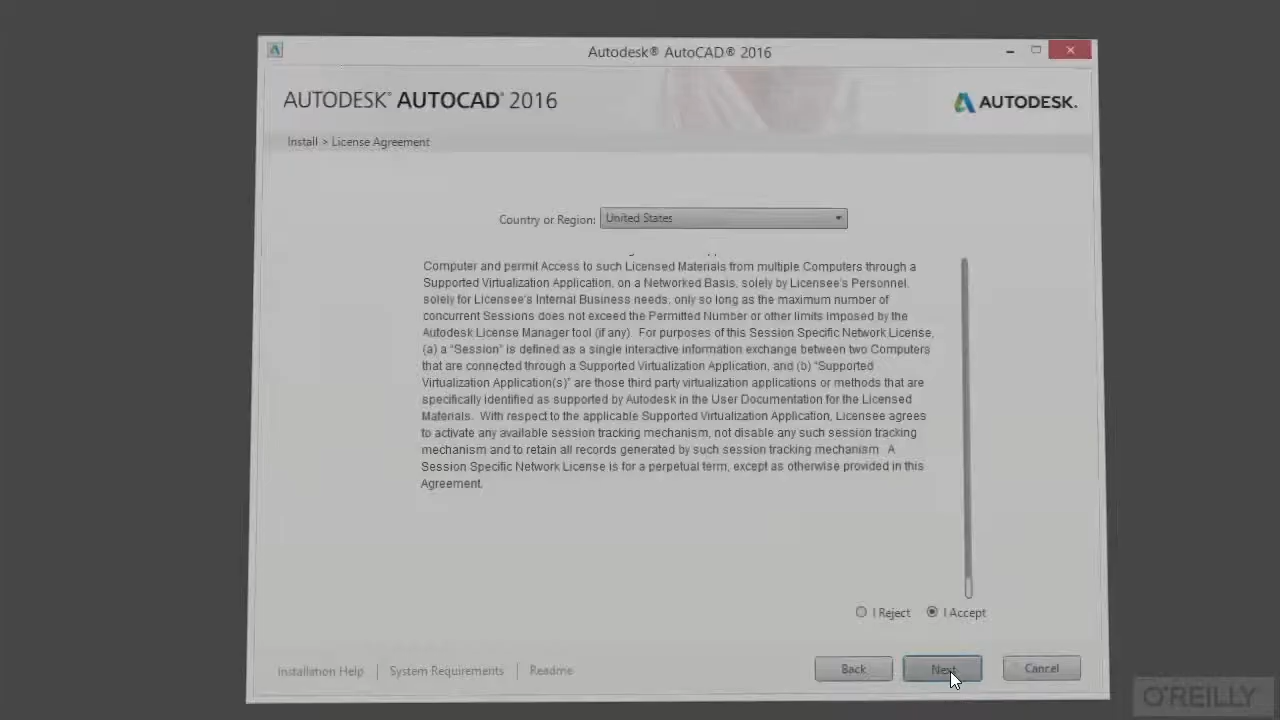 Autodesk® AutoCAD® 2016
AUTODESK® AUTOCAD® 2016
AUTODESK.
Install > License Agreement
Country or Region: United States
Computer and permit Access to such Licensed Materials from multiple Computers through a
Supported Virtualization Application, on a Networked Basis, solely by Licensee's Personnel,
solely for Licensee's Internal Business needs, only so long as the maximum number of
concurrent Sessions does not exceed the Permitted Number or other limits imposed by the
Autodesk License Manager tool (if any). For purposes of this Session Specific Network License,
(a) a "Session" is defined as a single interactive information exchange between two Computers
that are connected through a Supported Virtualization Application, and (b) "Supported
Virtualization Application(s)" are those third party virtualization applications or methods that are
specifically identified as supported by Autodesk in the User Documentation for the Licensed
Materials. With respect to the applicable Supported Virtualization Application, Licensee agrees
to activate any available session tracking mechanism, not disable any such session tracking
mechanism and to retain all records generated by such session tracking mechanism. A
Session Specific Network License is for a perpetual term, except as otherwise provided in this
Agreement.
I Reject I Accept
Installation Help System Requirements Readme
Back Next Cancel
O'REILLY